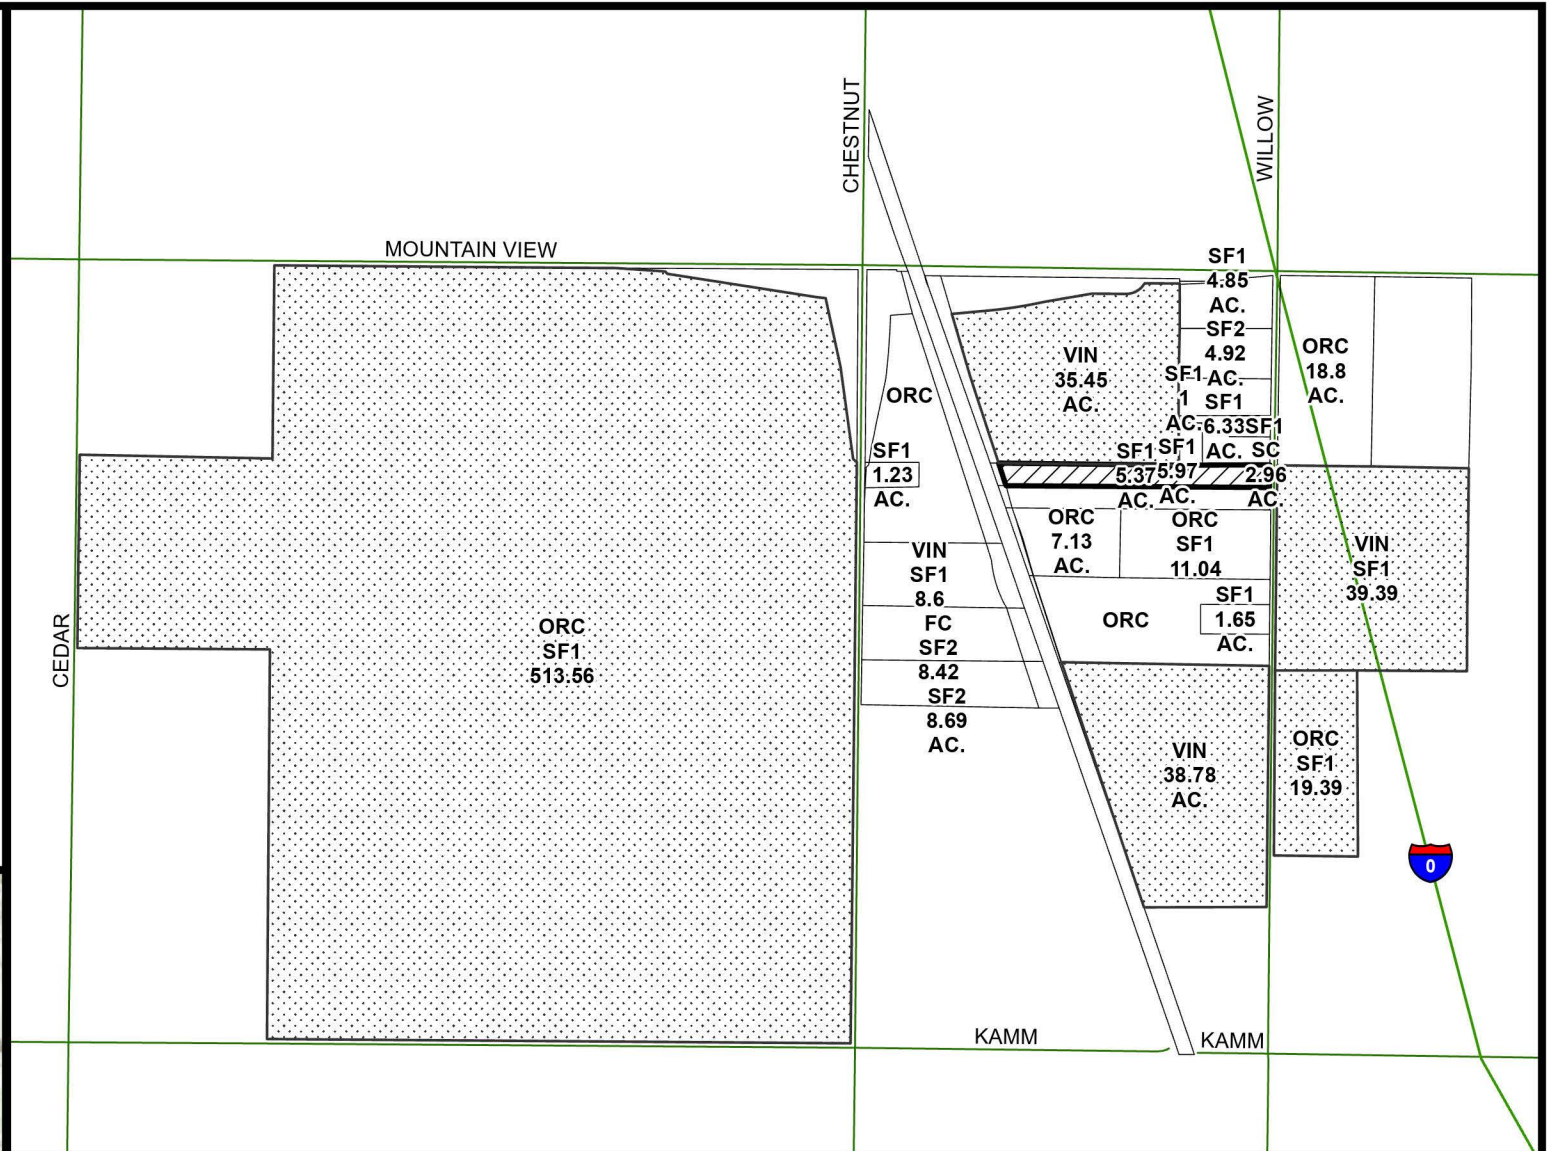 CHESTNUT
WILLOW
MOUNTAIN VIEW
CEDAR
ORC
SF1
513.56
ORC
SF1
1.23
AC.
VIN
SF1
8.6
FC
SF2
8.42
SF2
8.69
AC.
VIN
35.45
AC.
SF1
4.85
AC.
SF2
4.92
AC.
SF1
1
AC.
SF1
6.33
AC.
SF1
5.37
AC.
SF1
5.97
AC.
SF1
SC
2.96
AC.
ORC
18.8
AC.
ORC
7.13
AC.
ORC
SF1
11.04
ORC
SF1
1.65
AC.
VIN
SF1
39.39
VIN
38.78
AC.
ORC
SF1
19.39
0
KAMM
KAMM